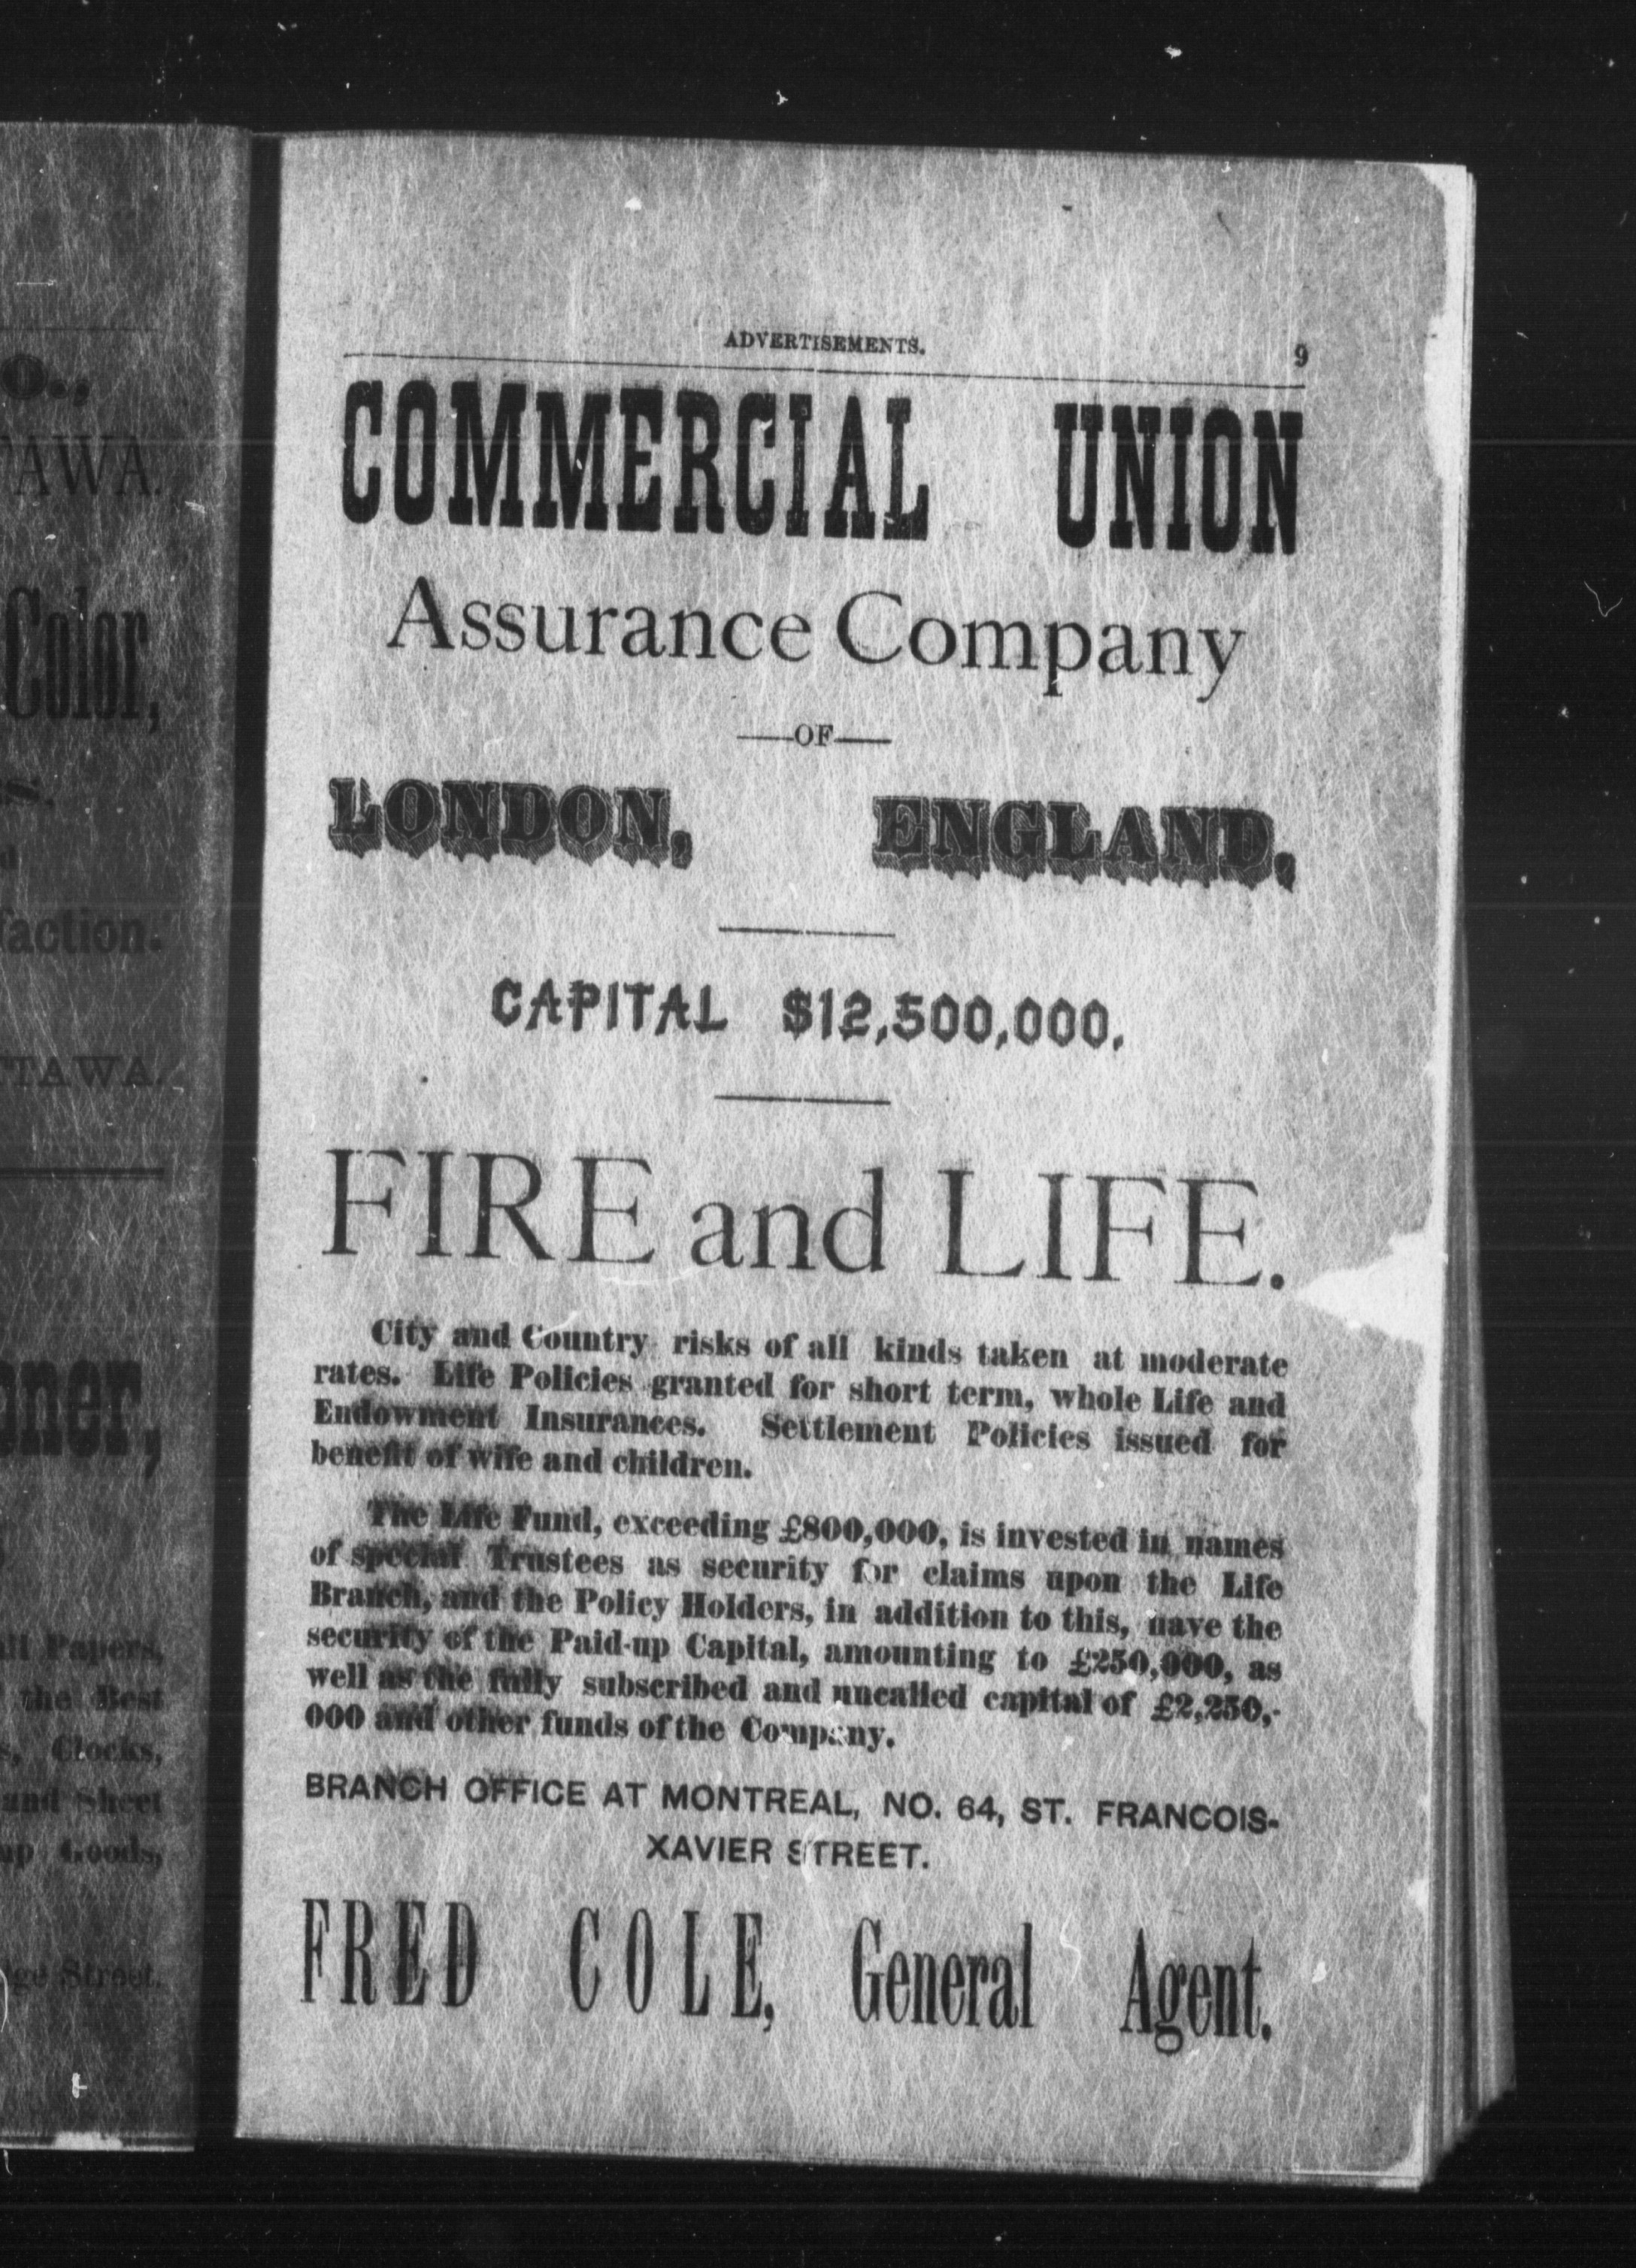 o.,
TAWA.
Color,
faction.
TTAWA.
ner,
all Papers,
the Best
s, Clocks,
and Sheet
Goods,
ge Street.
ADVERTISEMENTS. 9
COMMERCIAL UNION
Assurance Company
—OF—
LONDON, ENGLAND.
CAPITAL $12,500,000.
FIRE and LIFE.
City and Country risks of all kinds taken at moderate
rates. Life Policies granted for short term, whole Life and
Endowment Insurances. Settlement Policies issued for
benefit of wife and children.
The Life Fund, exceeding £800,000, is invested in names
of special Trustees as security for claims upon the Life
Branch, and the Policy Holders, in addition to this, have the
security of the Paid-up Capital, amounting to £250,000, as
well as the fully subscribed and uncalled capital of £2,250,-
000 and other funds of the Company.
BRANCH OFFICE AT MONTREAL, NO. 64, ST. FRANCOIS-
XAVIER STREET.
FRED COLE, General Agent.